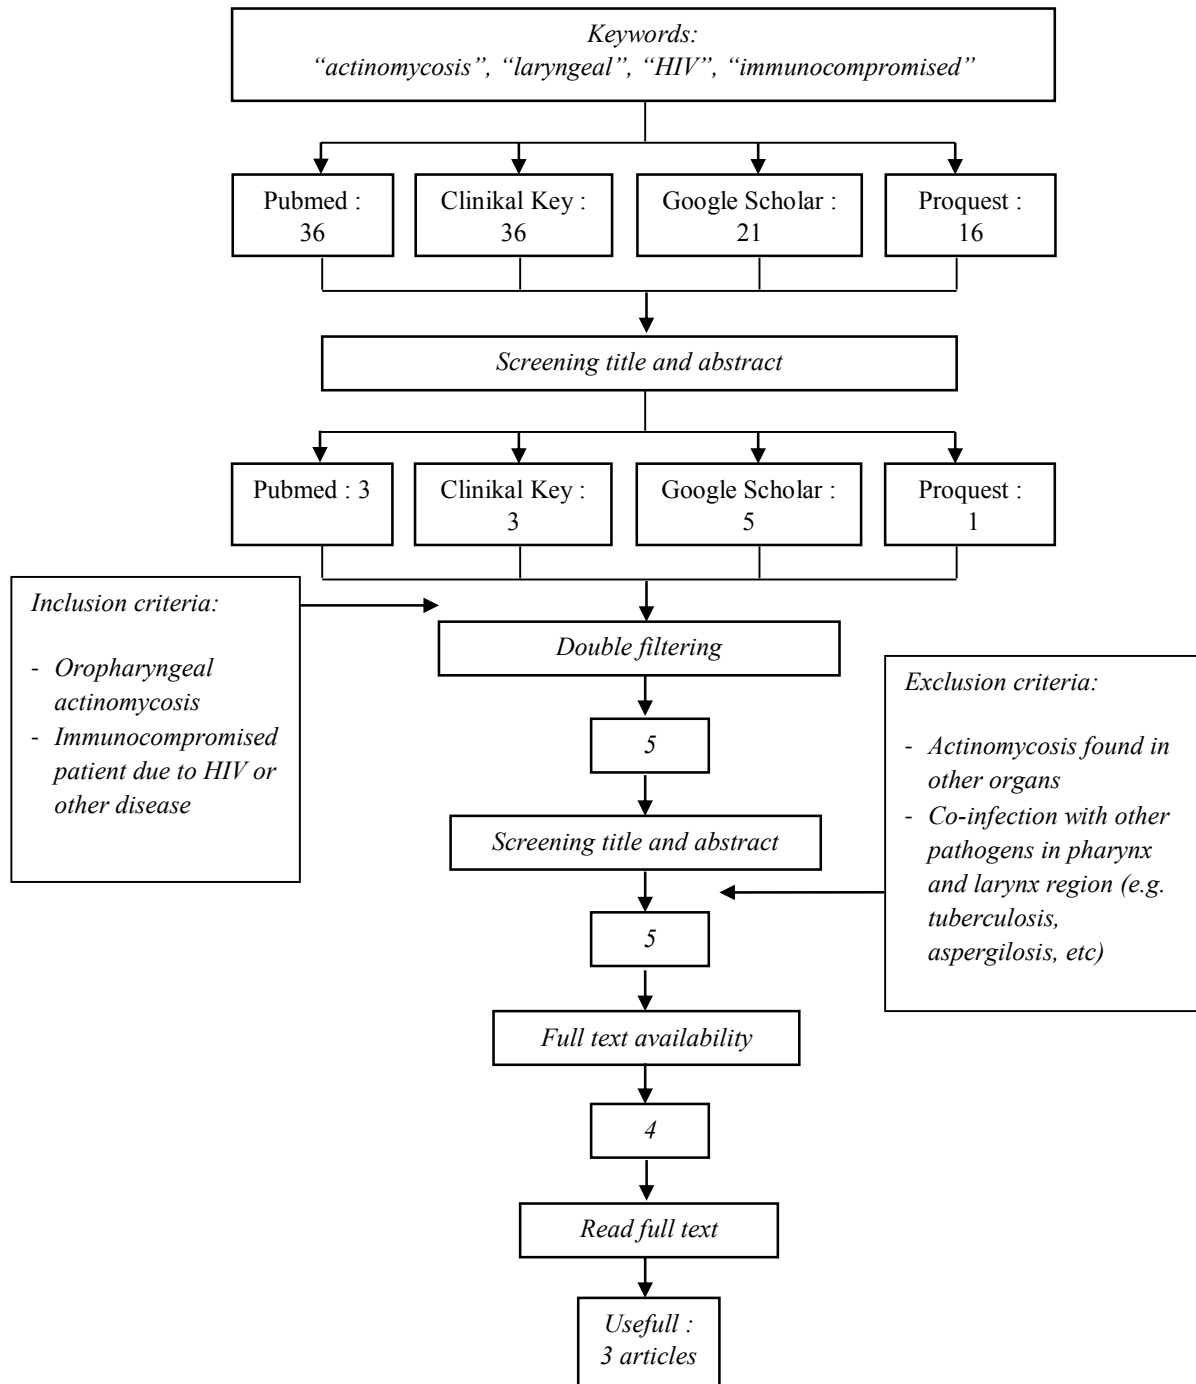 Keywords:
“actinomycosis”, “laryngeal”, “HIV”, “immunocompromised”
Pubmed :
36
Clinikal Key :
36
Google Scholar :
21
Proquest :
16
Screening title and abstract
Pubmed : 3
Clinikal Key :
3
Google Scholar :
5
Proquest :
1
Inclusion criteria:
- Oropharyngeal
actinomycosis
- Immunocompromised
patient due to HIV or
other disease
Double filtering
5
Exclusion criteria:
- Actinomycosis found in
other organs
- Co-infection with other
pathogens in pharynx
and larynx region (e.g.
tuberculosis,
aspergilosis, etc)
Screening title and abstract
5
Full text availability
4
Read full text
Usefull :
3 articles